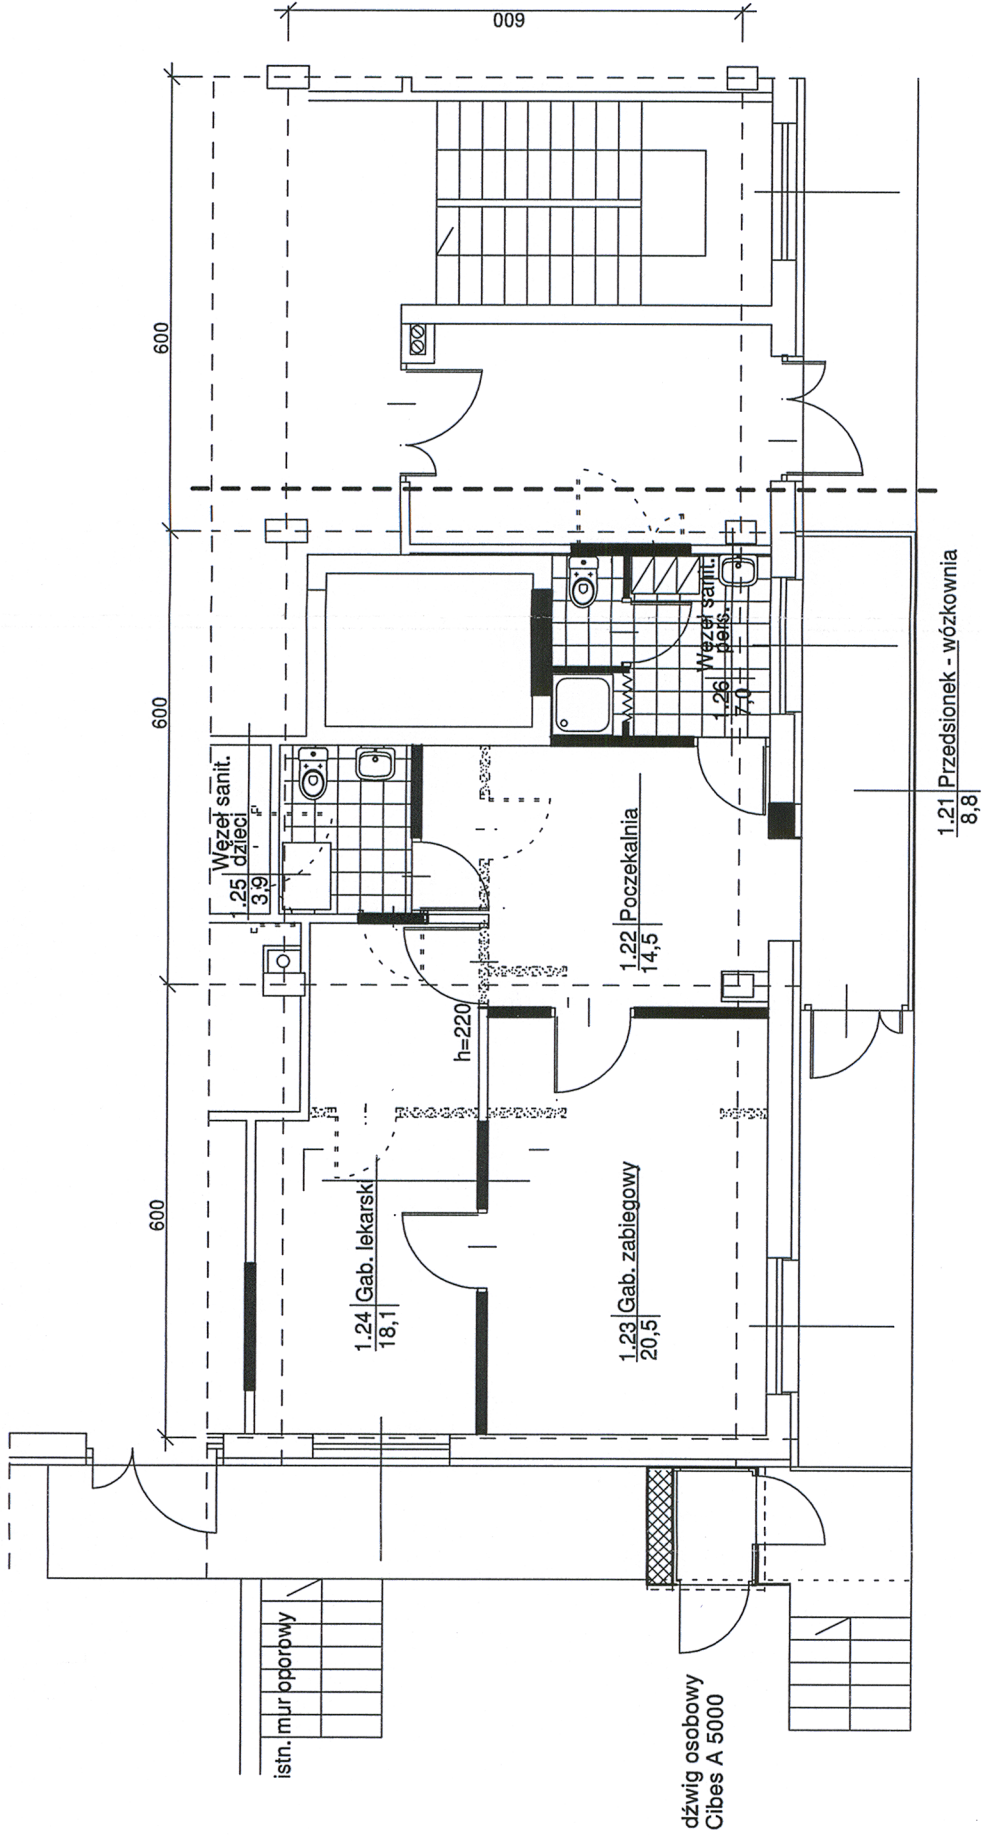 600
600
600
600
1.25 Węzeł sanit.
dzieci
3,9
1.26 Węzeł sanit.
pers.
7,0
1.21 Przedsionek - wózkownia
8,8
1.22 Poczekalnia
14,5
h=220
1.24 Gab. lekarski
18,1
1.23 Gab. zabiegowy
20,5
istn. mur oporowy
dźwig osobowy
Cibes A 5000